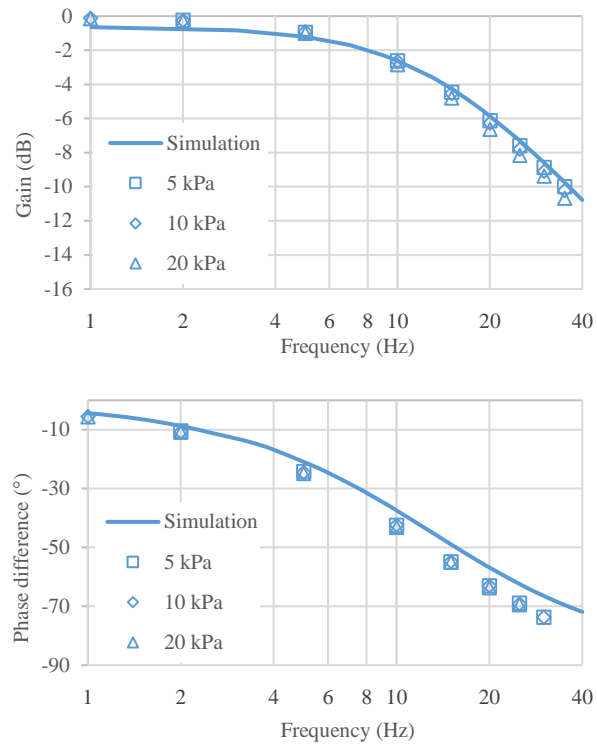 0
-2
-4
-6
-8
-10
-12
-14
-16
Gain (dB)
Simulation
5 kPa
10 kPa
20 kPa
1 2 4 6 8 10 20 40
Frequency (Hz)
-10
-30
-50
-70
-90
Phase difference (°)
Simulation
5 kPa
10 kPa
20 kPa
1 2 4 6 8 10 20 40
Frequency (Hz)